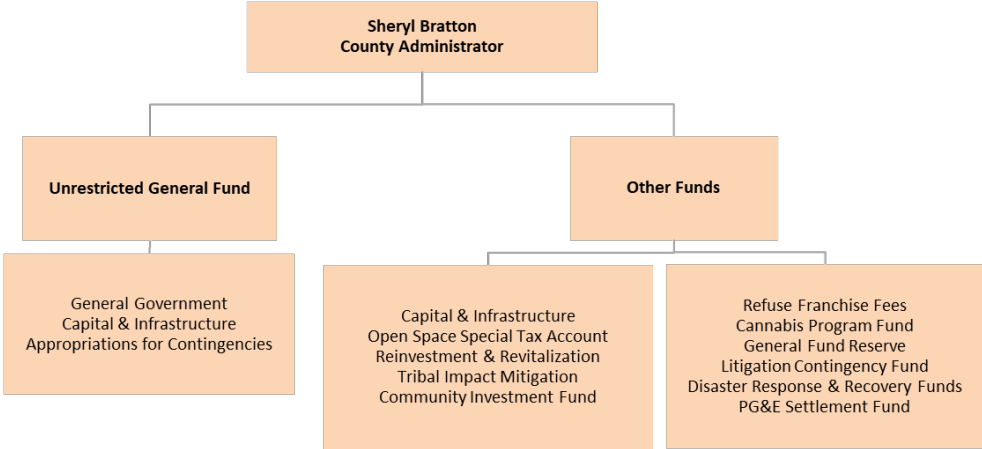 Sheryl Bratton
County Administrator
Unrestricted General Fund
Other Funds
General Government
Capital & Infrastructure
Appropriations for Contingencies
Capital & Infrastructure
Open Space Special Tax Account
Reinvestment & Revitalization
Tribal Impact Mitigation
Community Investment Fund
Refuse Franchise Fees
Cannabis Program Fund
General Fund Reserve
Litigation Contingency Fund
Disaster Response & Recovery Funds
PG&E Settlement Fund